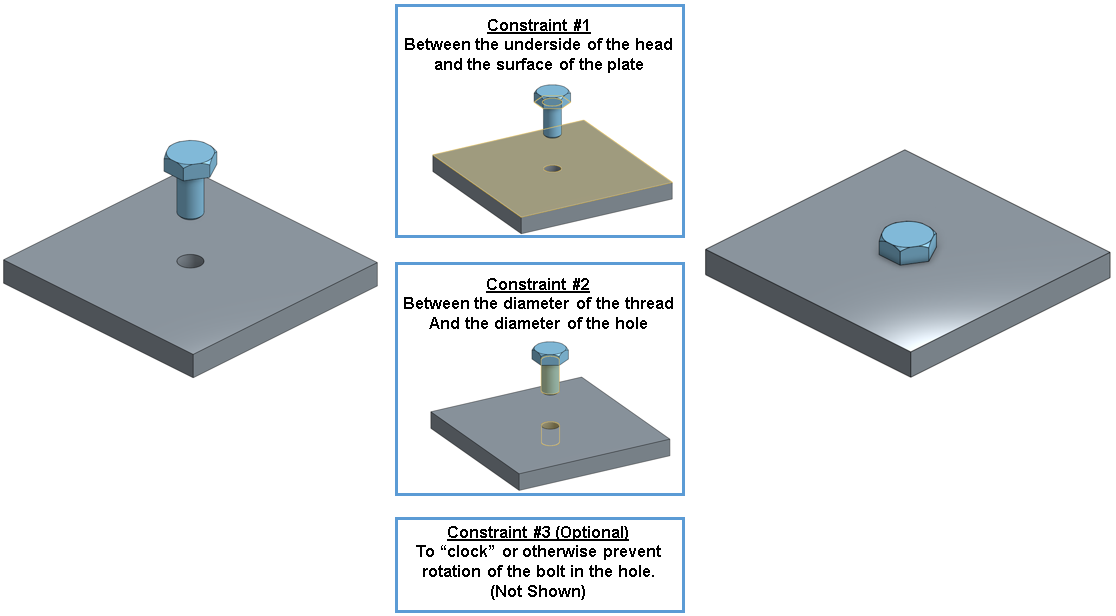 Constraint #1
Between the underside of the head
and the surface of the plate
Constraint #2
Between the diameter of the thread
And the diameter of the hole
Constraint #3 (Optional)
To “clock” or otherwise prevent
rotation of the bolt in the hole.
(Not Shown)